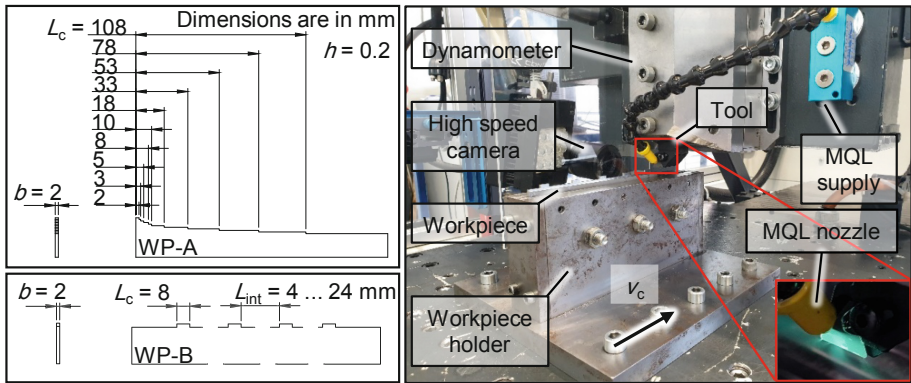 Dimensions are in mm
L_c = 108
h = 0.2
78
53
33
18
10
8
5
3
2
b = 2
WP-A
b = 2
L_c = 8
L_int = 4 ... 24 mm
WP-B
Dynamometer
High speed
camera
Workpiece
Workpiece
holder
v_c
Tool
MQL
supply
MQL nozzle